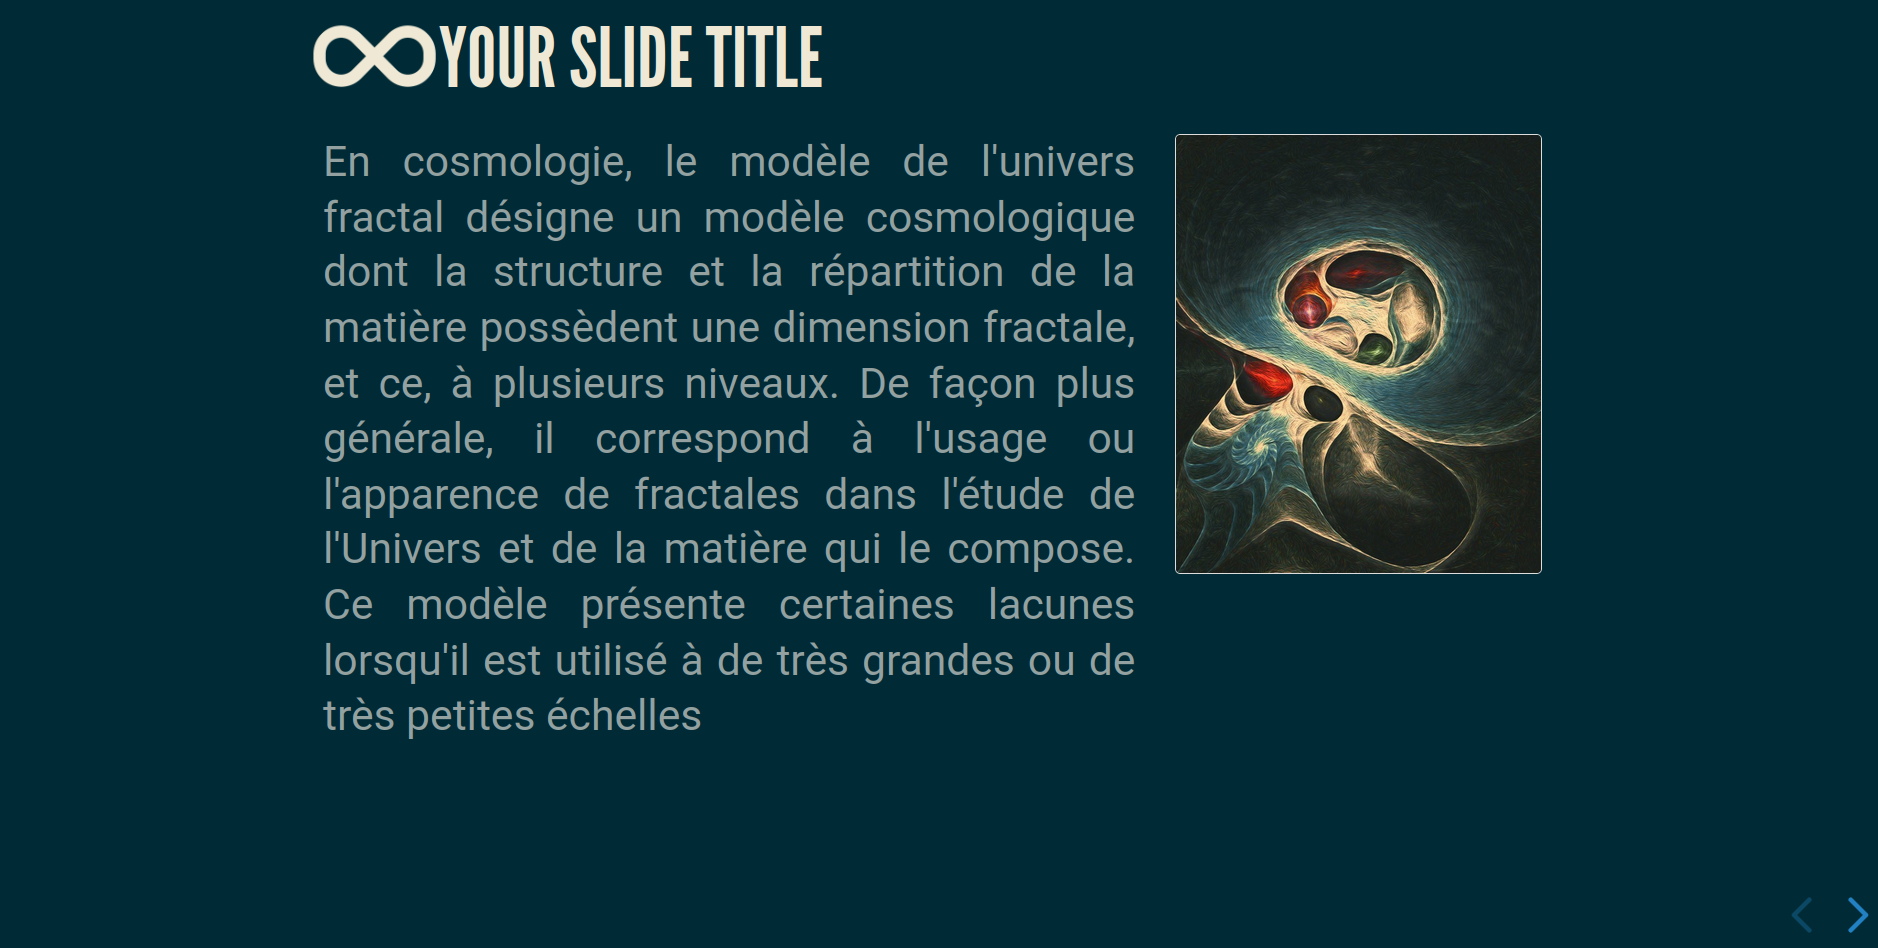 ∞YOUR SLIDE TITLE
En cosmologie, le modèle de l'univers
fractal désigne un modèle cosmologique
dont la structure et la répartition de la
matière possèdent une dimension fractale,
et ce, à plusieurs niveaux. De façon plus
générale, il correspond à l'usage ou
l'apparence de fractales dans l'étude de
l'Univers et de la matière qui le compose.
Ce modèle présente certaines lacunes
lorsqu'il est utilisé à de très grandes ou de
très petites échelles